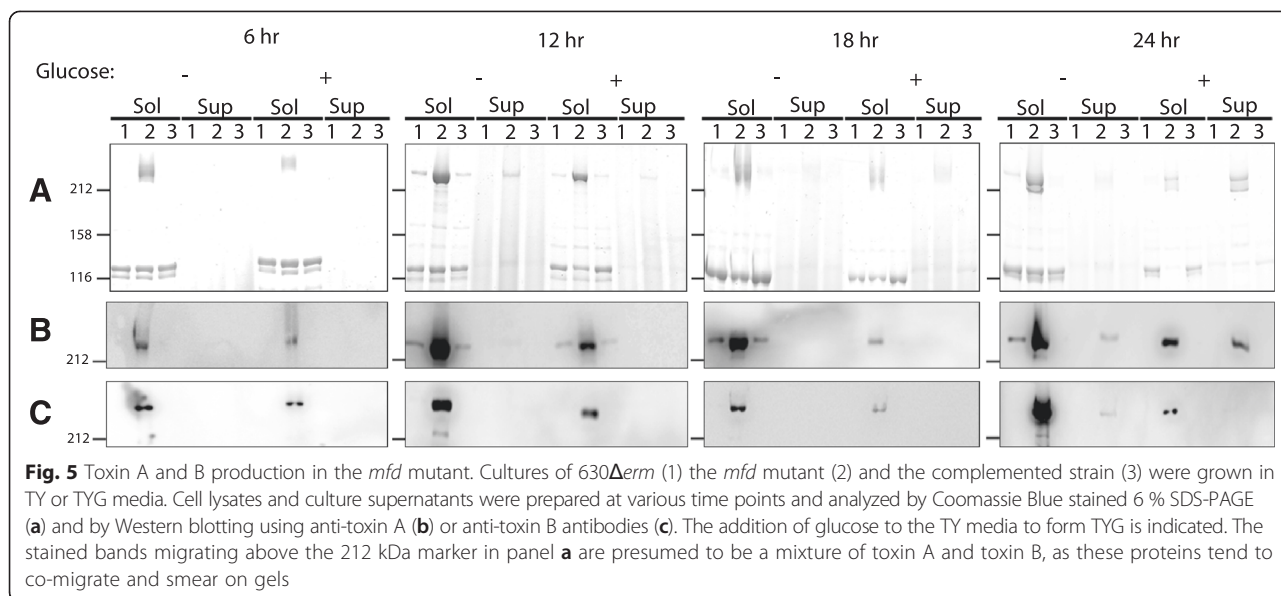 6 hr 12 hr 18 hr 24 hr
Glucose: - + - + - + - +
Sol Sup Sol Sup Sol Sup Sol Sup Sol Sup Sol Sup Sol Sup Sol Sup
1 2 3 1 2 3 1 2 3 1 2 3 1 2 3 1 2 3 1 2 3 1 2 3 1 2 3 1 2 3 1 2 3 1 2 3 1 2 3 1 2 3 1 2 3 1 2 3
A
212
158
116
B
212
C
212
Fig. 5 Toxin A and B production in the mfd mutant. Cultures of 630Δerm (1) the mfd mutant (2) and the complemented strain (3) were grown in
TY or TYG media. Cell lysates and culture supernatants were prepared at various time points and analyzed by Coomassie Blue stained 6 % SDS-PAGE
(a) and by Western blotting using anti-toxin A (b) or anti-toxin B antibodies (c). The addition of glucose to the TY media to form TYG is indicated. The
stained bands migrating above the 212 kDa marker in panel a are presumed to be a mixture of toxin A and toxin B, as these proteins tend to
co-migrate and smear on gels